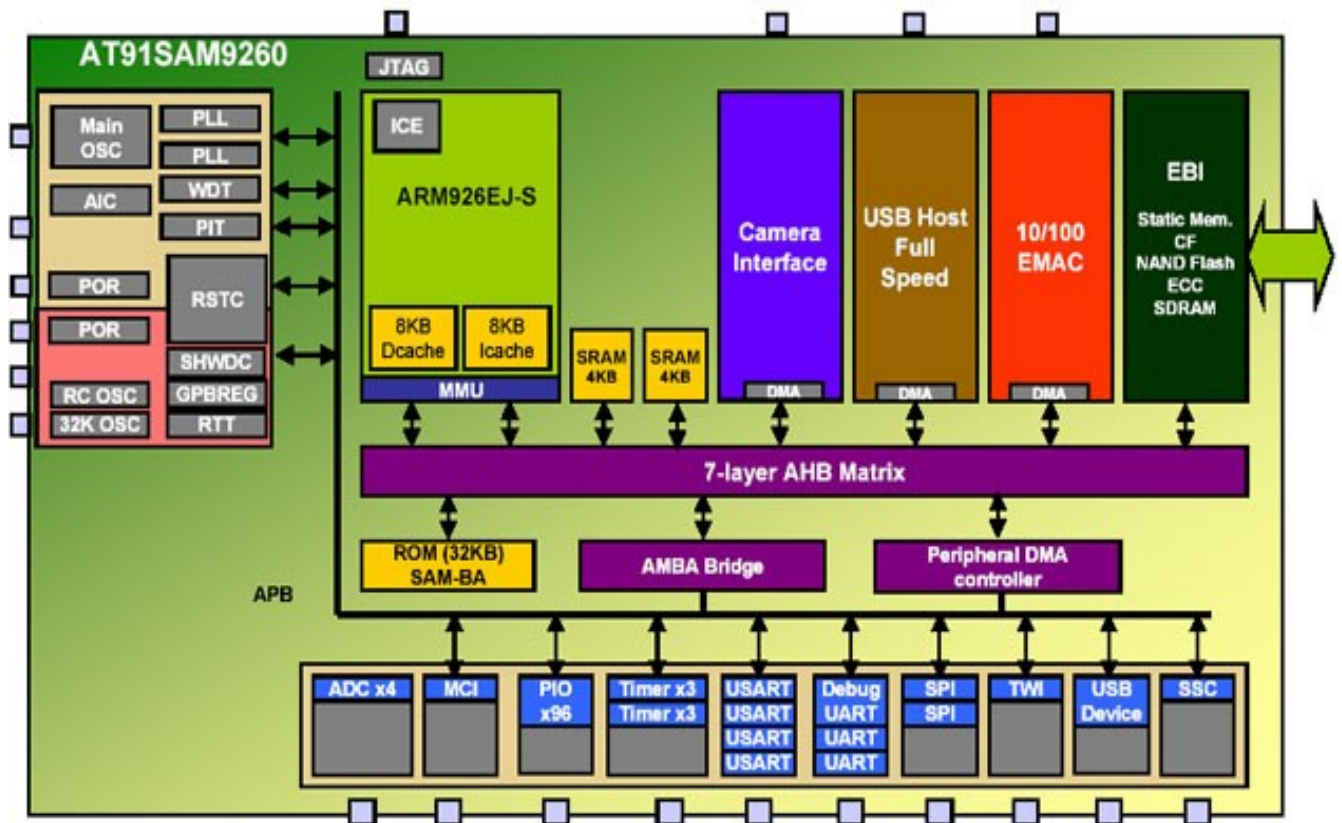 AT91SAM9260
JTAG
Main
OSC
PLL
PLL
AIC
WDT
PIT
POR
RSTC
POR
SHWDC
RC OSC
GPBREG
32K OSC
RTT
ICE
ARM926EJ-S
8KB
Dcache
8KB
Icache
MMU
SRAM
4KB
SRAM
4KB
Camera
Interface
DMA
USB Host
Full
Speed
DMA
10/100
EMAC
DMA
EBI
Static Mem.
CF
NAND Flash
ECC
SDRAM
7-layer AHB Matrix
ROM (32KB)
SAM-BA
AMBA Bridge
Peripheral DMA
controller
APB
ADC x4
MCI
PIO
x96
Timer x3
Timer x3
USART
USART
USART
USART
Debug
UART
UART
UART
SPI
SPI
TWI
USB
Device
SSC